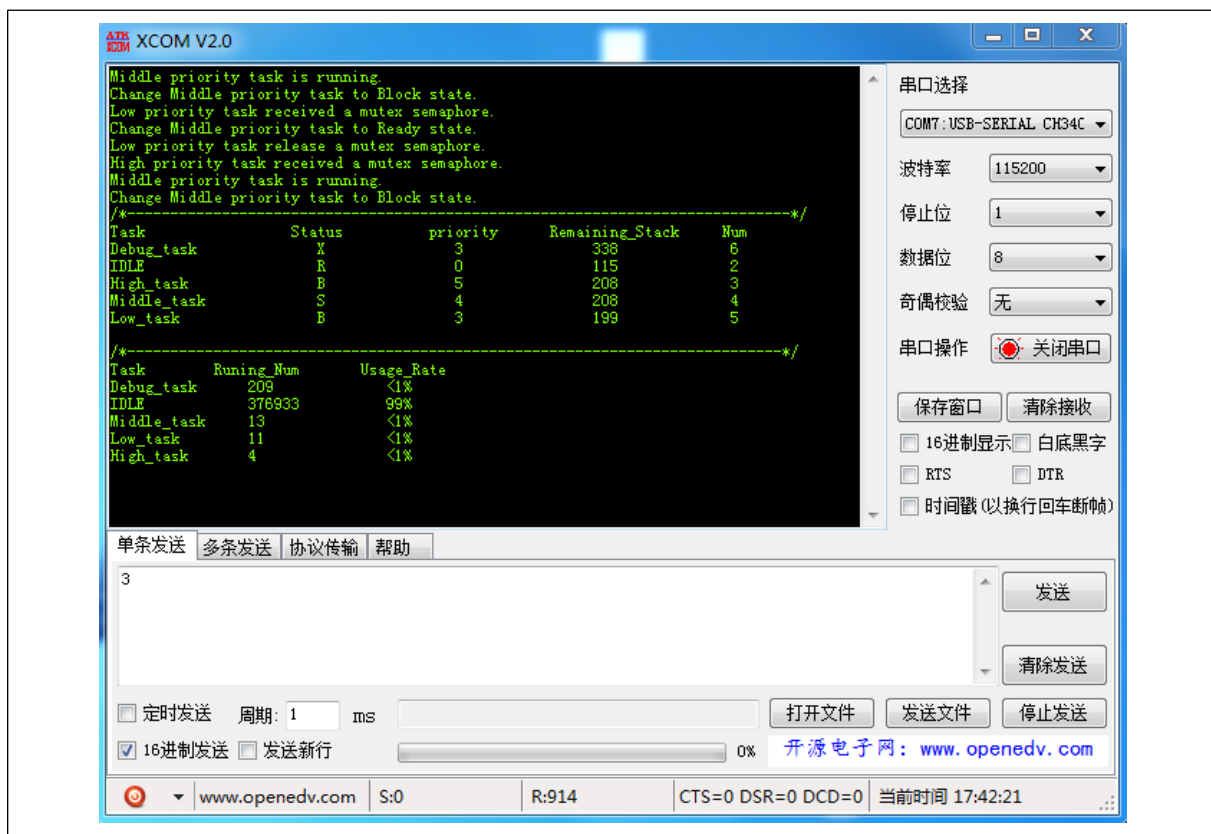 ATK XCOM XCOM V2.0
Middle priority task is running.
Change Middle priority task to Block state.
Low priority task received a mutex semaphore.
Change Middle priority task to Ready state.
Low priority task release a mutex semaphore.
High priority task received a mutex semaphore.
Middle priority task is running.
Change Middle priority task to Block state.
/*------------------------------------------------------------------------------*/
Task Status priority Remaining_Stack Num
Debug_task X 3 338 6
IDLE R 0 115 2
High_task B 5 208 3
Middle_task S 4 208 4
Low_task B 3 199 5
/*-----------------------------------------------------------------------------*/
Task Runing_Num Usage_Rate
Debug_task 209 <1%
IDLE 376933 99%
Middle_task 13 <1%
Low_task 11 <1%
High_task 4 <1%
串口选择
COM7:USB-SERIAL CH34
波特率 115200
停止位 1
数据位 8
奇偶校验 无
串口操作 关闭串口
保存窗口 清除接收
16进制显示 白底黑字
RTS DTR
时间戳(以换行回车断帧)
单条发送 多条发送 协议传输 帮助
3
发送
清除发送
定时发送 周期: 1 ms 打开文件 发送文件 停止发送
16进制发送 发送新行 0% 开源电子网: www.openedv.com
www.openedv.com S:0 R:914 CTS=0 DSR=0 DCD=0 当前时间 17:42:21